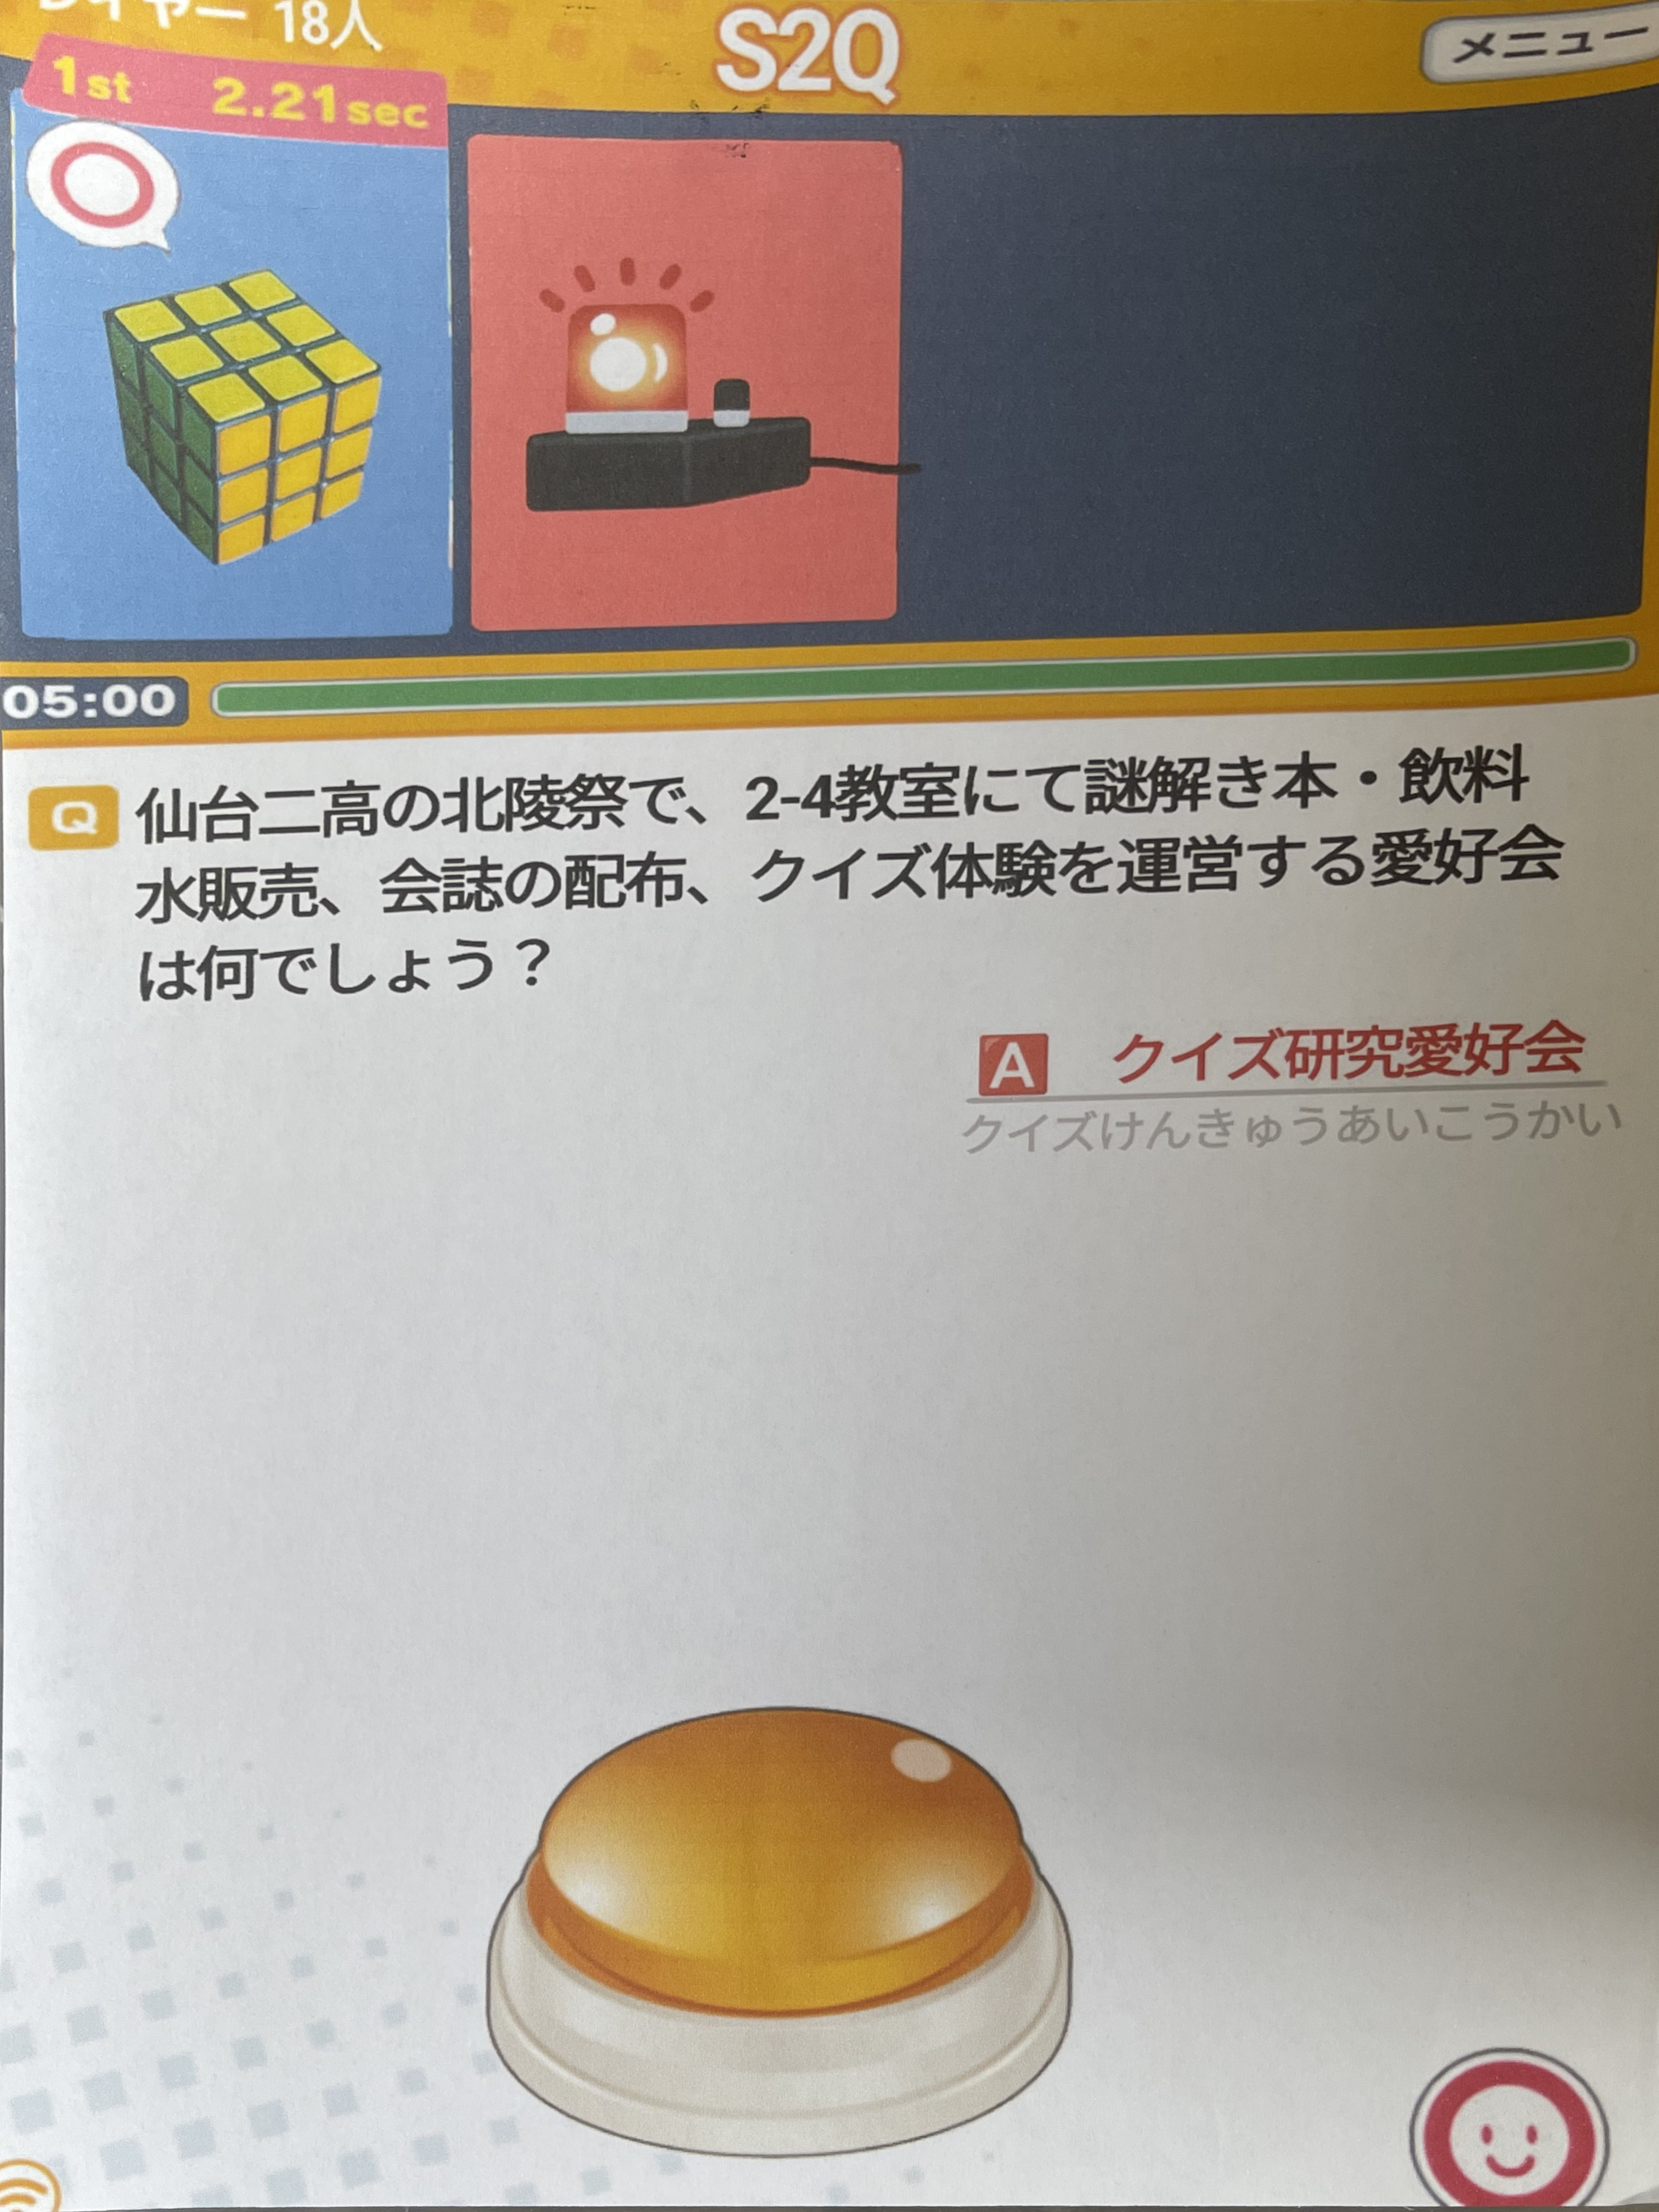 18人
S2Q
メニュー
1st 2.21sec
05:00
Q 仙台二高の北陵祭で、2-4教室にて謎解き本・飲料
水販売、会誌の配布、クイズ体験を運営する愛好会
は何でしょう？
A クイズ研究愛好会
クイズけんきゅうあいこうかい